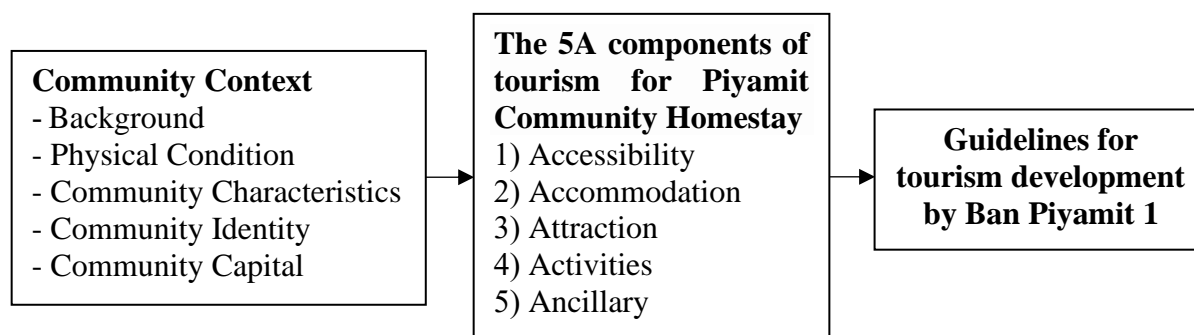 Community Context
- Background
- Physical Condition
- Community Characteristics
- Community Identity
- Community Capital
The 5A components of
tourism for Piyamit
Community Homestay
1) Accessibility
2) Accommodation
3) Attraction
4) Activities
5) Ancillary
Guidelines for
tourism development
by Ban Piyamit 1